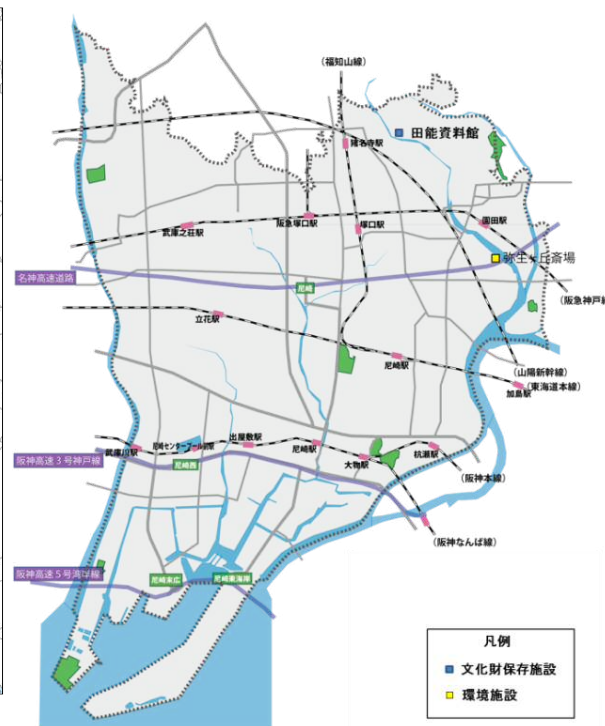 (福知山線)
田能資料館
猪名寺駅
阪急塚口駅
園田駅
武庫之荘駅
塚口駅
弥生ヶ丘斎場
名神高速道路
尼崎
(阪急神戸線
立花駅
尼崎駅
(山陽新幹線)
(東海道本線)
加島駅
出屋敷駅
尼崎センタープール前駅
武庫川駅
尼崎駅
杭瀬駅
大物駅
阪神高速3号神戸線
尼崎西
(阪神本線)
(阪神なんば線)
阪神高速5号湾岸線
尼崎末広
尼崎東海岸
凡例
文化財保存施設
環境施設